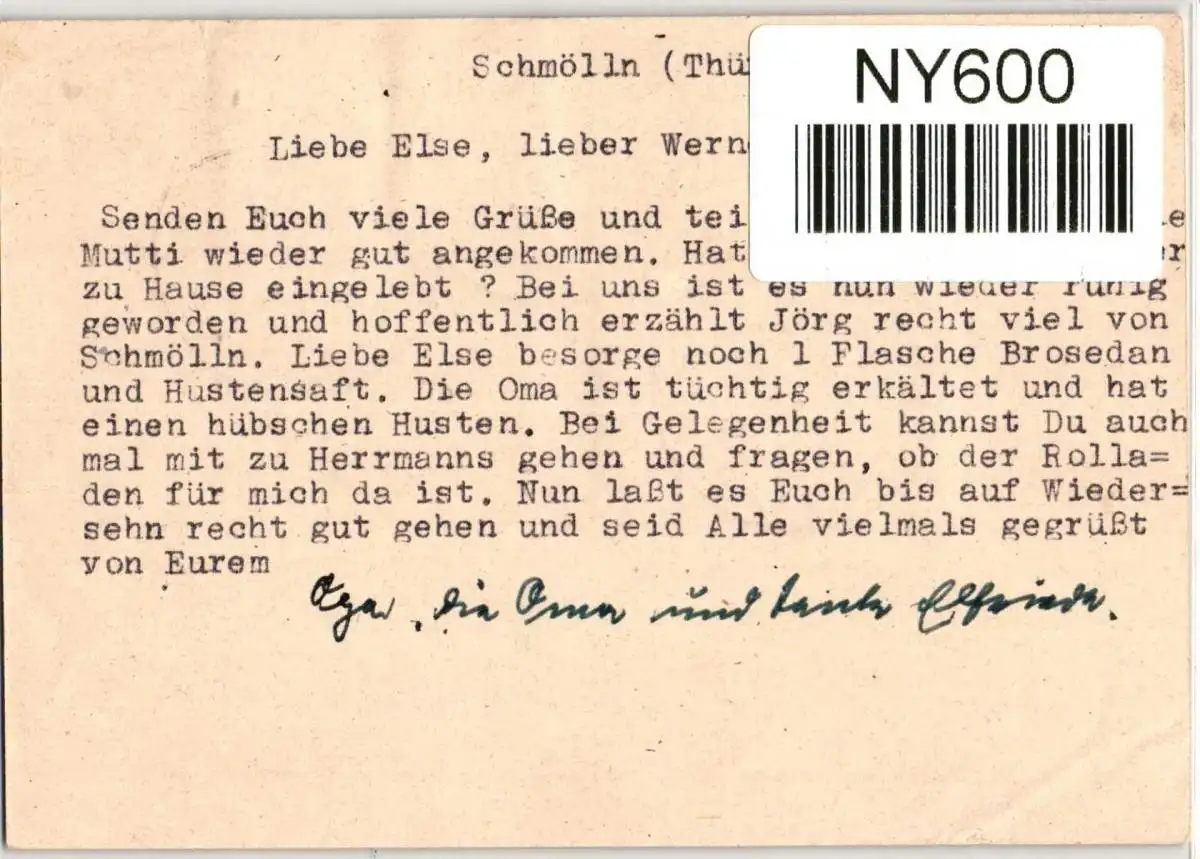 NY600
Schmölln (Thü
Liebe Else, lieber Wern
Senden Euch viele Grüße und tei
Mutti wieder gut angekommen. Hat
zu Hause eingelebt ? Bei uns ist es nun wieder ruhig
geworden und hoffentlich erzählt Jörg recht viel von
Schmölln. Liebe Else besorge noch 1 Flasche Brosedan
und Hustensaft. Die Oma ist tüchtig erkältet und hat
einen hübschen Husten. Bei Gelegenheit kannst Du auch
mal mit zu Herrmanns gehen und fragen, ob der Rolla=
den für mich da ist. Nun laßt es Euch bis auf Wieder=
sehn recht gut gehen und seid Alle vielmals gegrüßt
von Eurem
Opa, die Oma und Tante Elfriede.